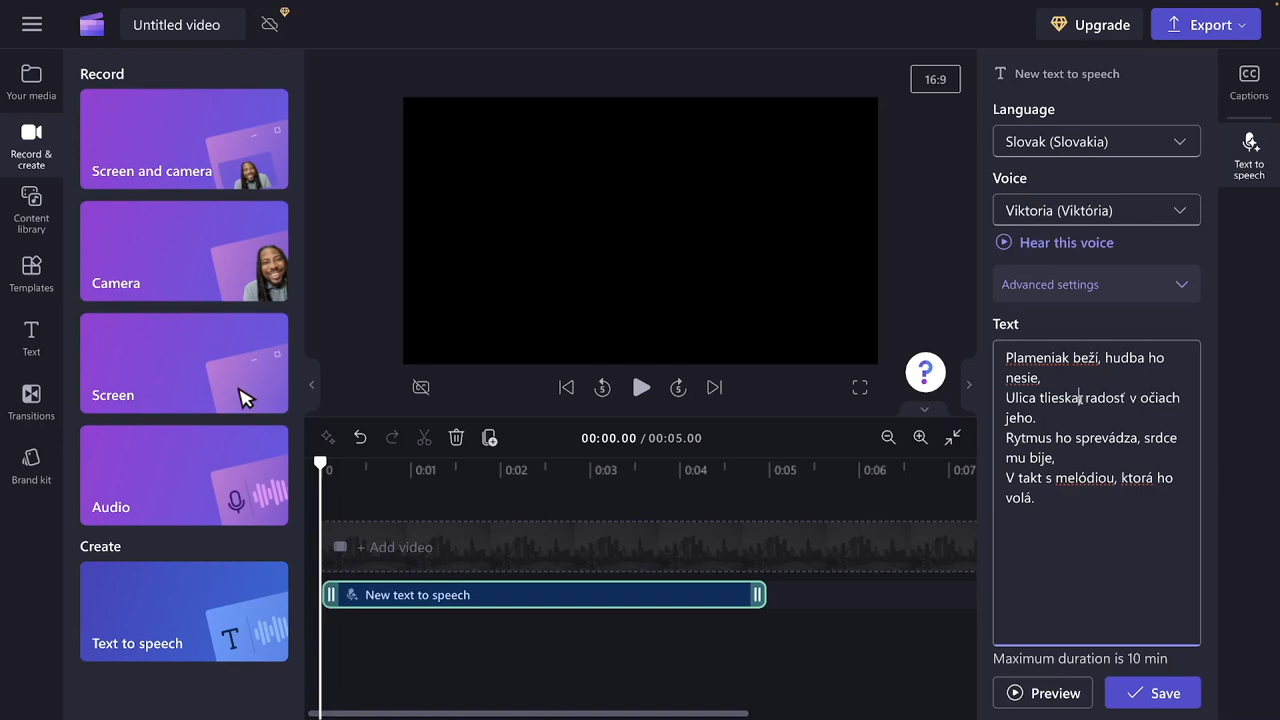 Untitled video
Upgrade
Export
Your media
Record &
create
Content
library
Templates
Text
Transitions
Brand kit
Record
Screen and camera
Camera
Screen
Audio
Create
Text to speech
16:9
5
5
?
00:00.00 / 00:05.00
0
0:01
0:02
0:03
0:04
0:05
0:06
0:07
+ Add video
New text to speech
T New text to speech
Language
Slovak (Slovakia)
Voice
Viktoria (Viktória)
Hear this voice
Advanced settings
Text
Plameniak beží, hudba ho
nesie,
Ulica tlieska radosť v očiach
jeho.
Rytmus ho sprevádza, srdce
mu bije,
V takt s melódiou, ktorá ho
volá.
Maximum duration is 10 min
Preview
Save
CC
Captions
Text to
speech